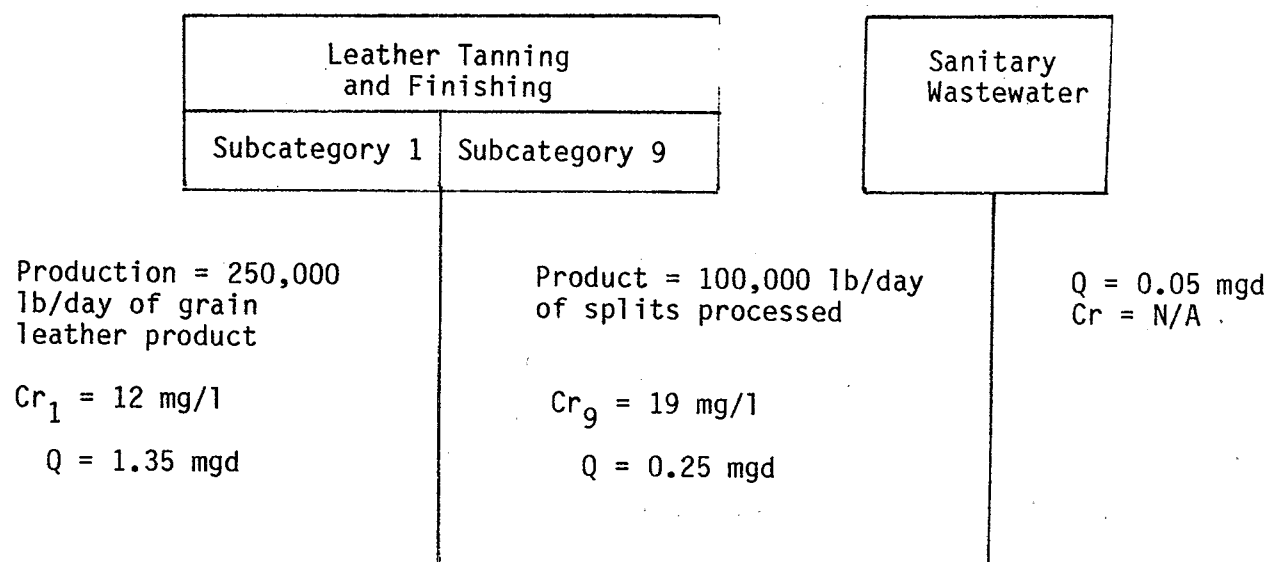 Leather Tanning
and Finishing
Sanitary
Wastewater
Subcategory 1
Subcategory 9
Production = 250,000
lb/day of grain
leather product
Product = 100,000 lb/day
of splits processed
Q = 0.05 mgd
Cr = N/A
Cr₁ = 12 mg/l
Cr₉ = 19 mg/l
Q = 1.35 mgd
Q = 0.25 mgd